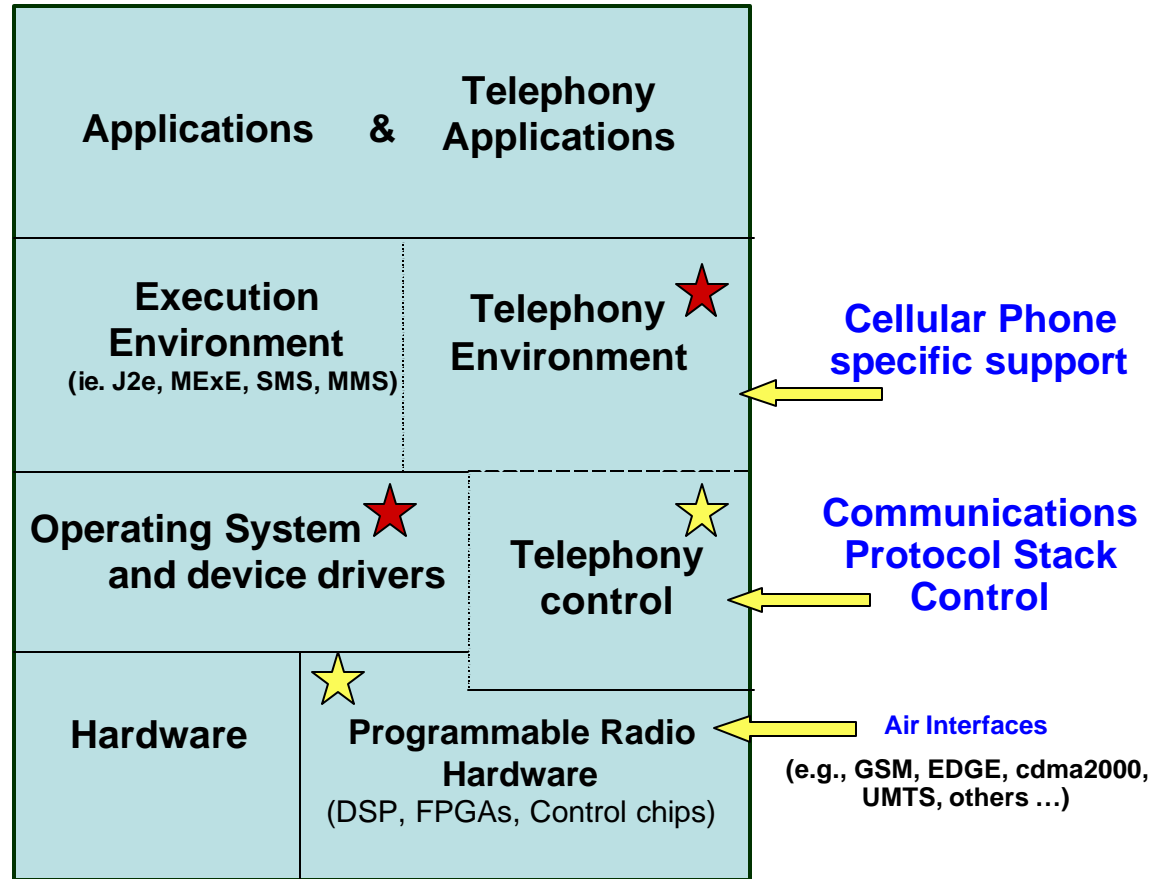 Applications & Telephony
Applications
Execution
Environment
(ie. J2e, MExE, SMS, MMS)
Telephony
Environment
Cellular Phone
specific support
Operating System
and device drivers
Telephony
control
Communications
Protocol Stack
Control
Hardware
Programmable Radio
Hardware
(DSP, FPGAs, Control chips)
Air Interfaces
(e.g., GSM, EDGE, cdma2000,
UMTS, others …)